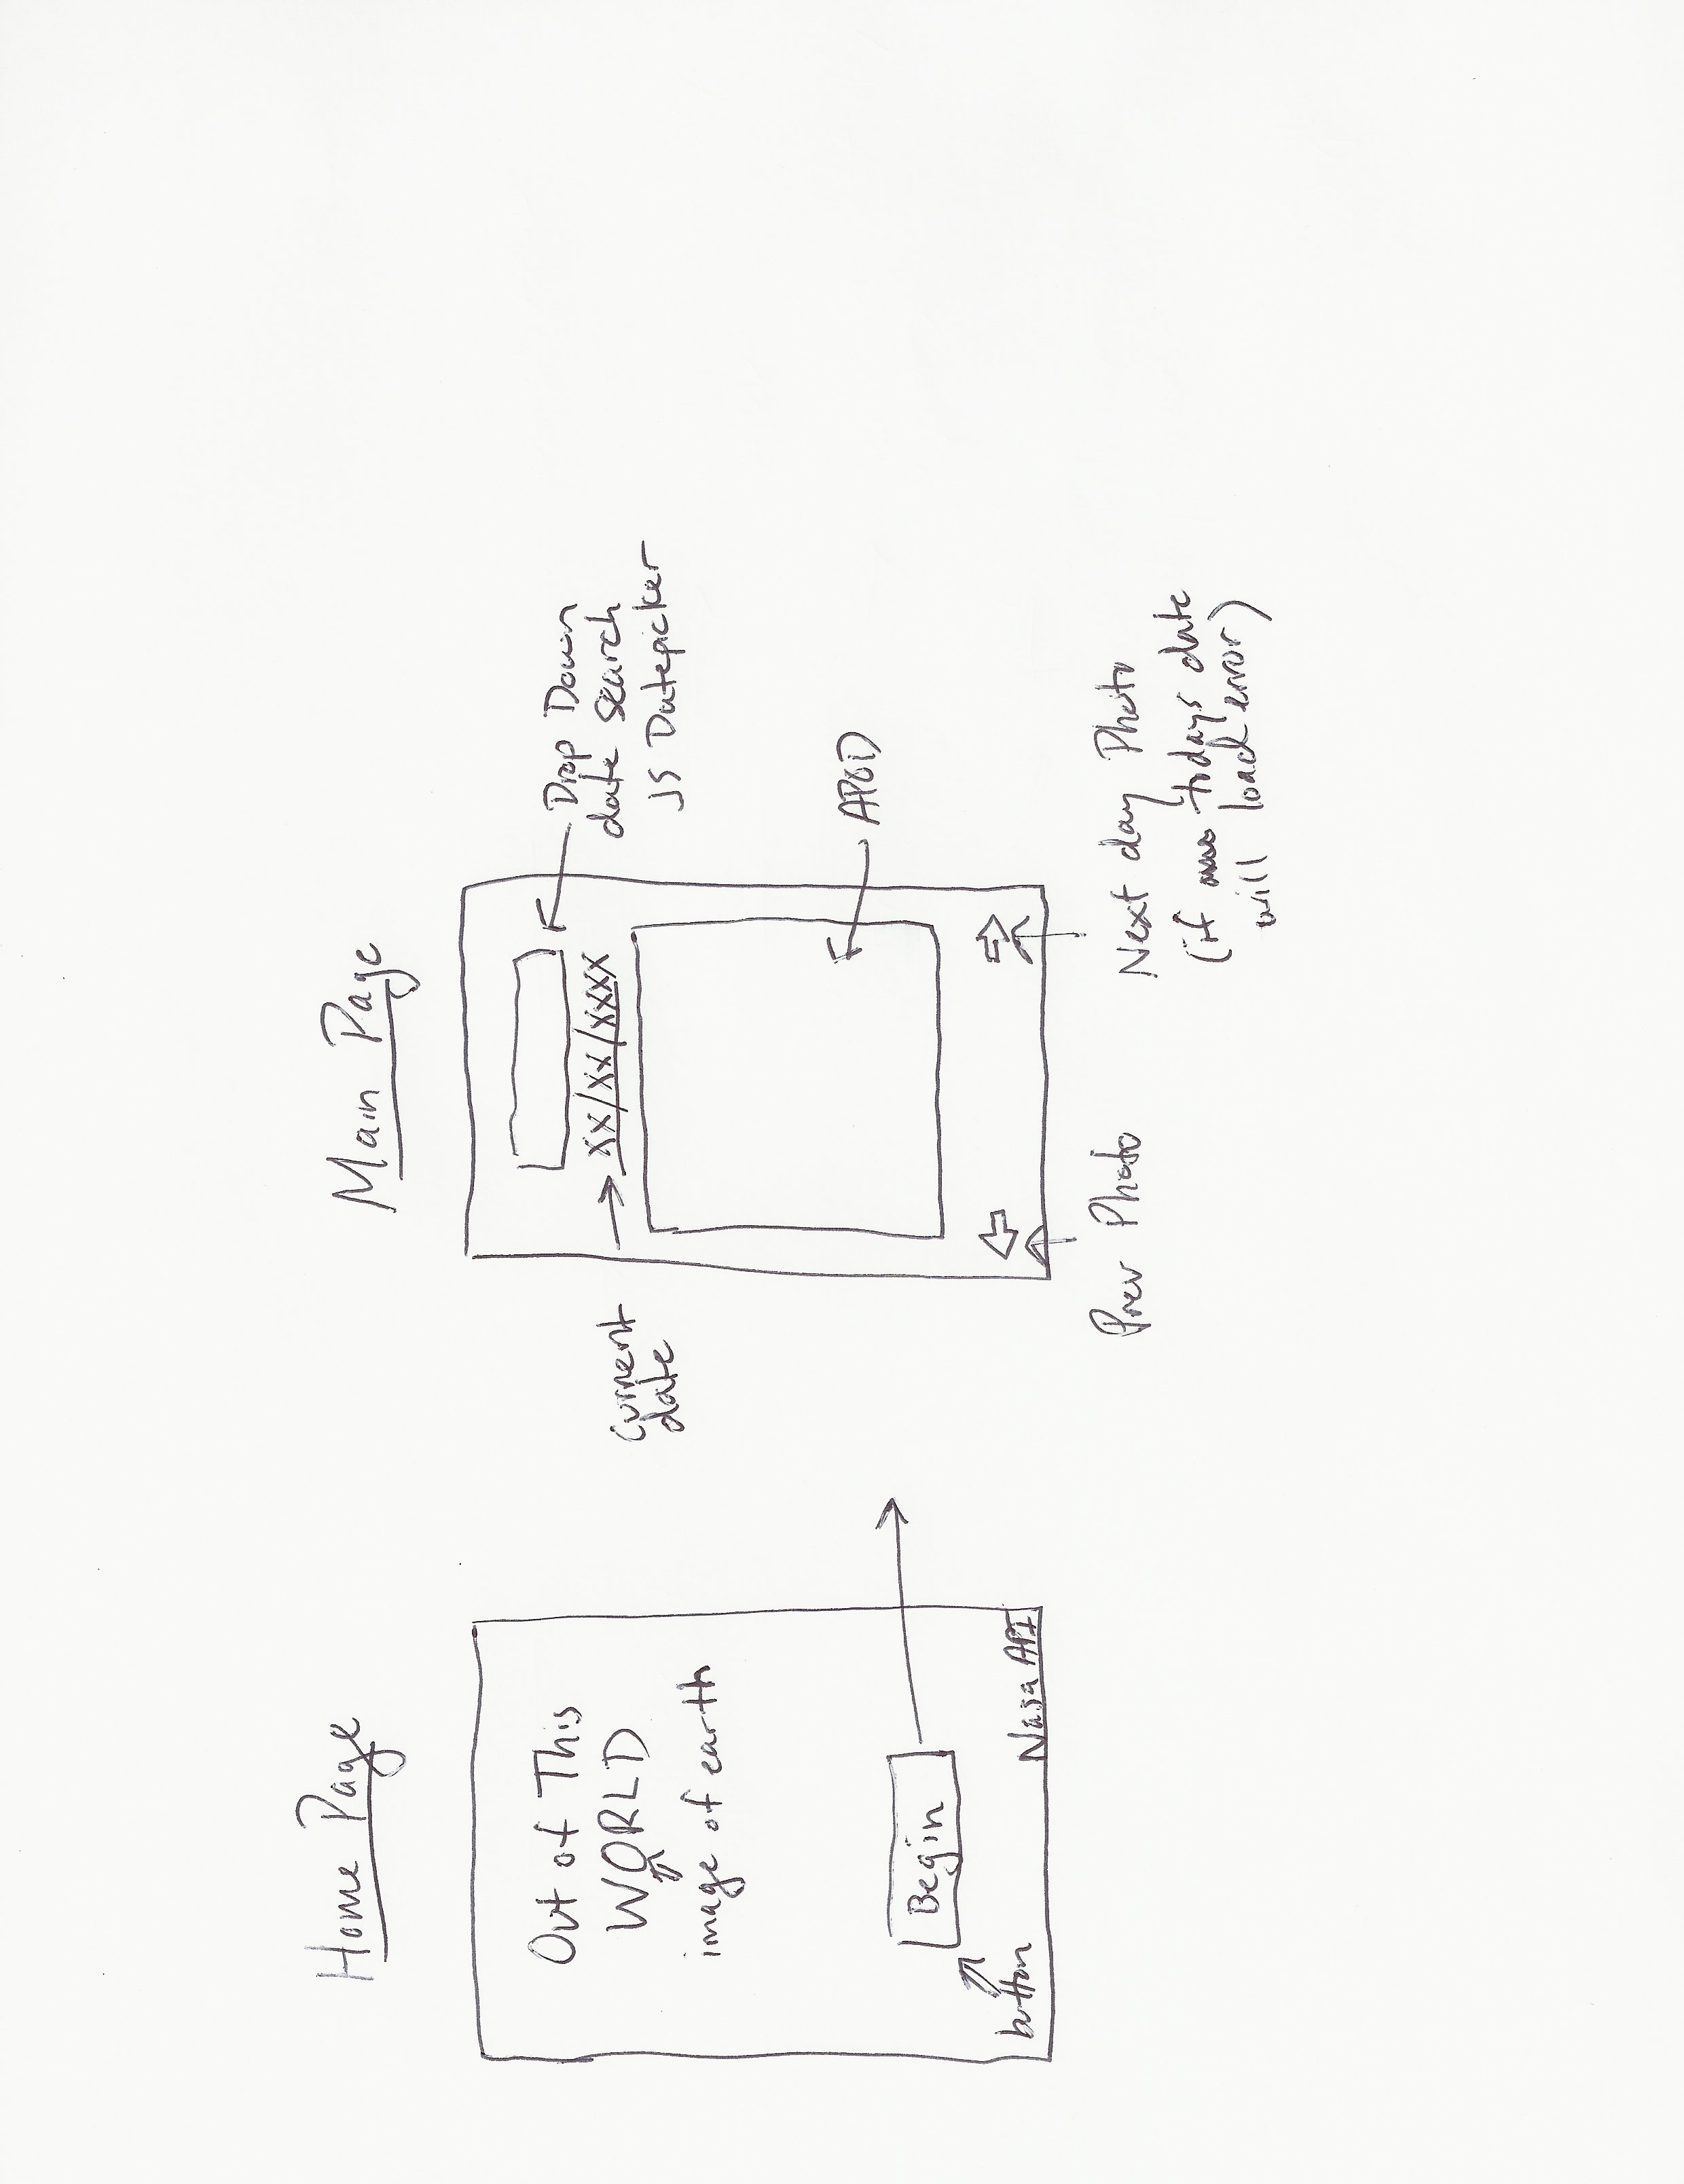 Home Page
Out of This
WORLD
image of earth
Begin
button
Nasa API
Main Page
Drop Down
date search
JS Datepicker
Current
date
XX/XX/XXXX
APOD
Prev Photo
Next day Photo
(if todays date
will load error)